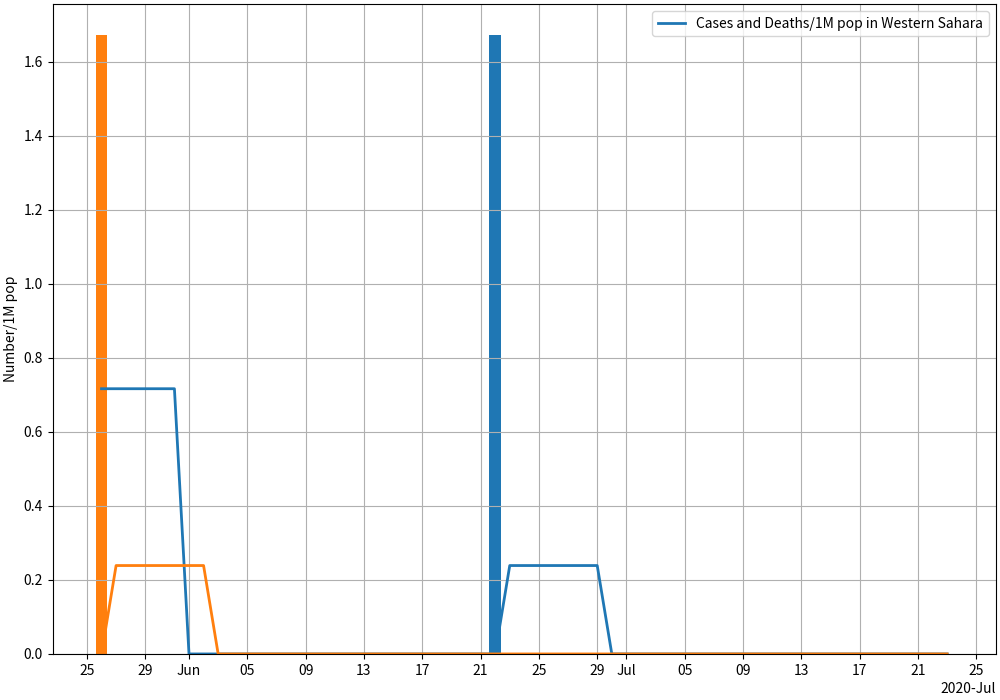 Cases and Deaths/1M pop in Western Sahara
Number/1M pop
1.6
1.4
1.2
1.0
0.8
0.6
0.4
0.2
0.0
25 29 Jun 05 09 13 17 21 25 29 Jul 05 09 13 17 21 25
2020-Jul